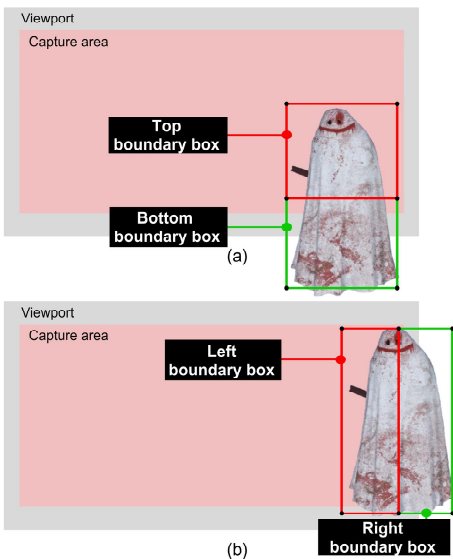 Viewport
Capture area
Top
boundary box
Bottom
boundary box
(a)
Viewport
Capture area
Left
boundary box
Right
boundary box
(b)